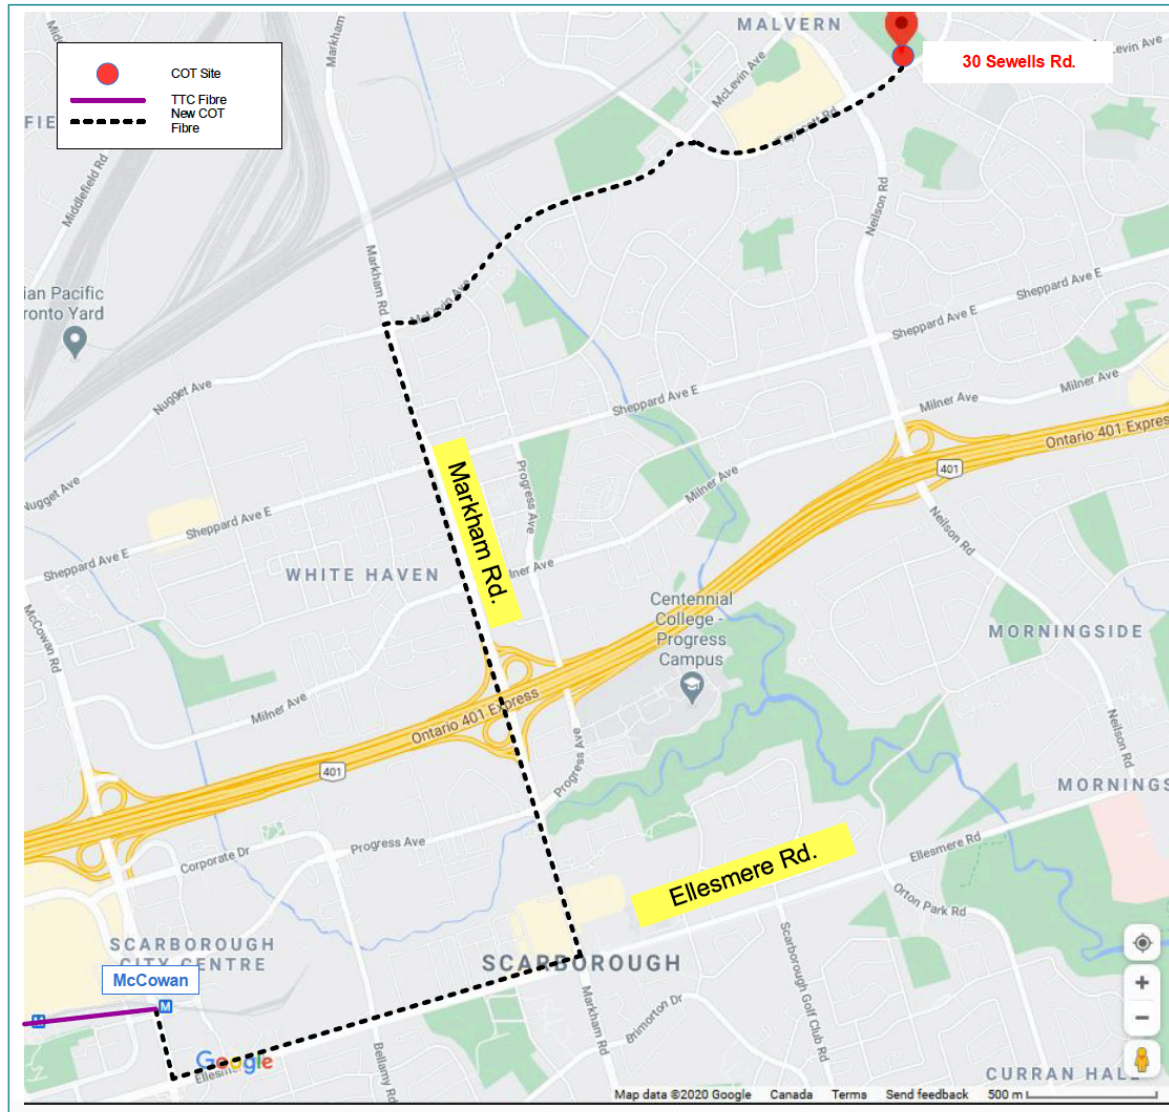 MALVERN
Markham
McLevin Ave
30 Sewells Rd.
COT Site
TTC Fibre
New COT
Fibre
Tapscott Rd
Middlefield Rd
Neilson Rd
Markham Rd
Sheppard Ave E
ian Pacific
ronto Yard
McLevin Ave
Sheppard Ave E
Nugget Ave
Milner Ave
Sheppard Ave E
Milner Ave
Ontario 401 Expres
401
Markham Rd.
Progress Ave
Nugget Ave
Milner Ave
Sheppard Ave E
Neilson Rd
Sheppard Ave E
WHITE HAVEN
lner Ave
Centennial
College -
Progress
Campus
McCowan Rd
MORNINGSIDE
Milner Ave
Ontario 401 Express
Neilson Rd
401
Progress Ave
MORNINGS
Progress Ave
Corporate Dr
Ellesmere Rd.
Ellesmere Rd
Orton Park Rd
SCARBOROUGH
CITY CENTRE
SCARBOROUGH
McCowan
M
M
Markham Rd
Brimorton Dr
Scarborough Golf Club Rd
Bellamy Rd
Google
CURRAN HALL
Map data ©2020 Google Canada Terms Send feedback 500 m